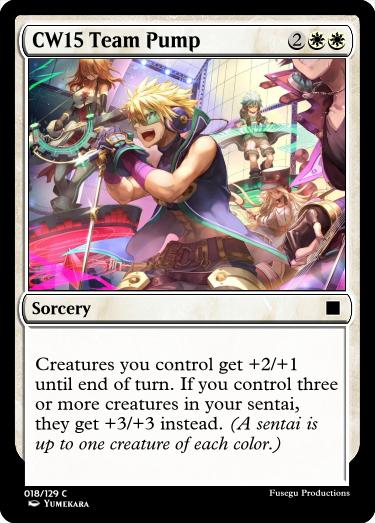 CW15 Team Pump 2
Sorcery
Creatures you control get +2/+1
until end of turn. If you control three
or more creatures in your sentai,
they get +3/+3 instead. (A sentai is
up to one creature of each color.)
018/129 C
Yumekara
Fusegu Productions